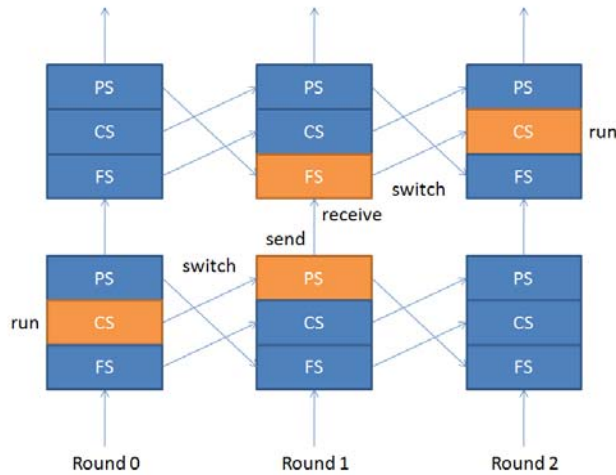 PS PS PS
CS CS CS run
FS FS FS
switch
receive
send
PS switch PS PS
run CS CS CS
FS FS FS
Round 0 Round 1 Round 2